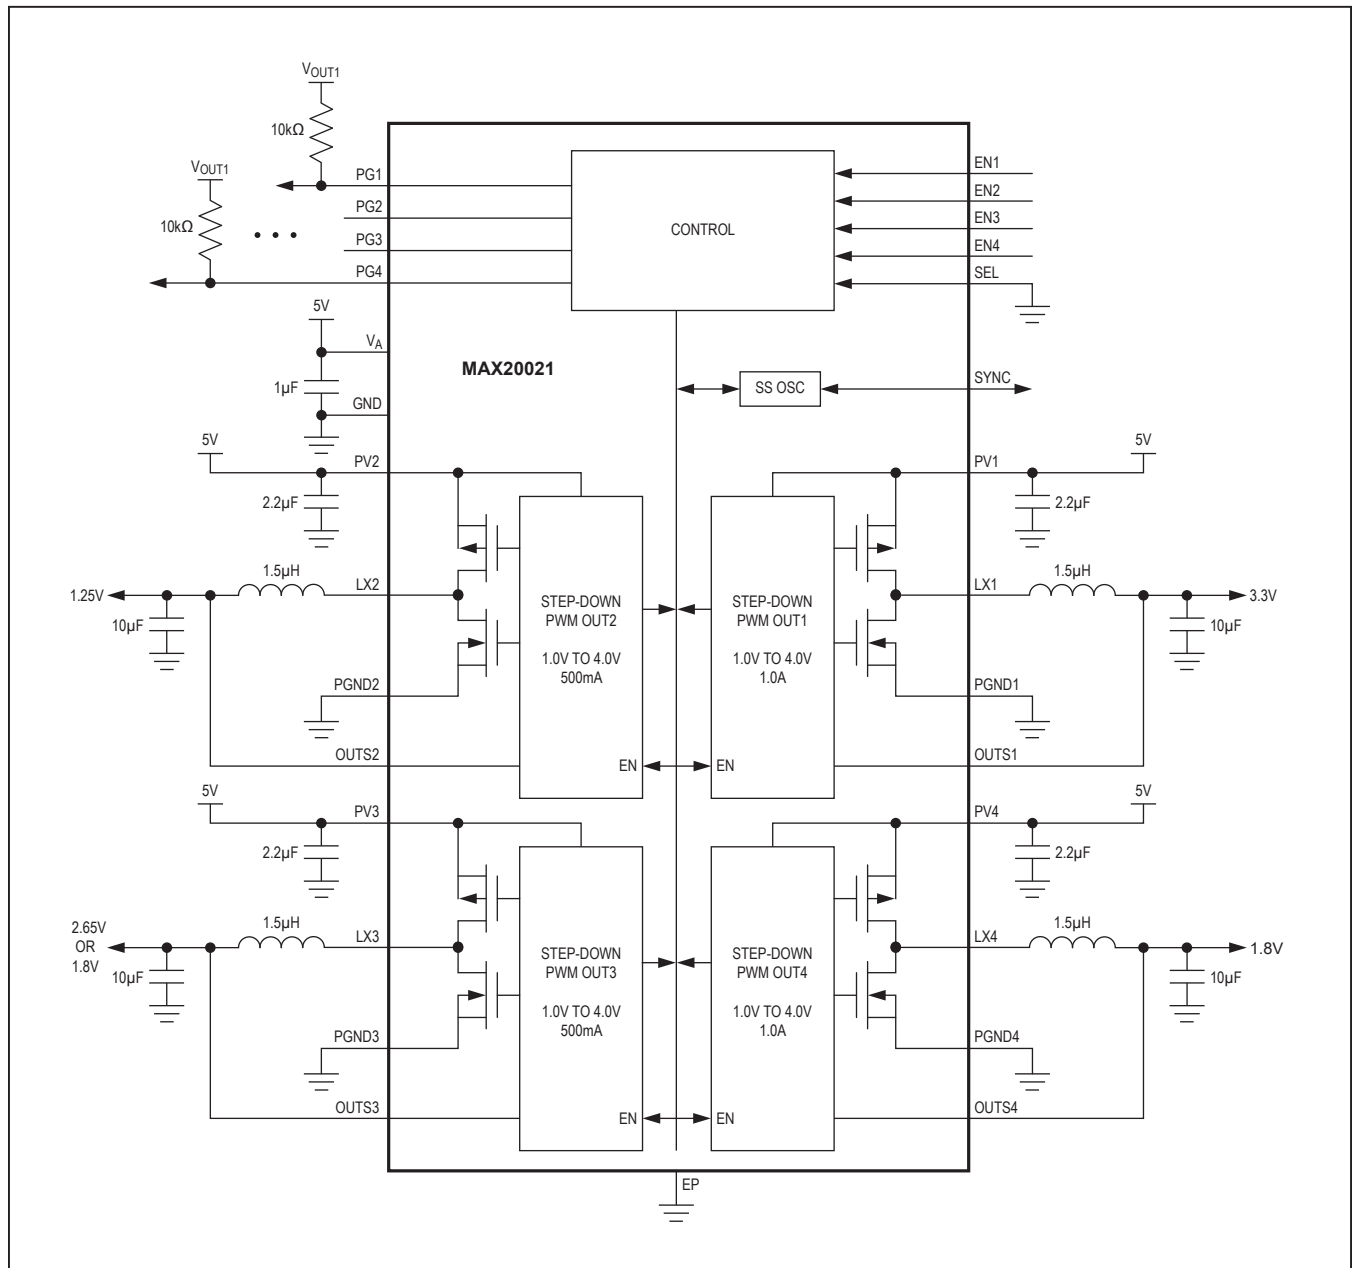 VOUT1
10kΩ
VOUT1
10kΩ
• • •
PG1
PG2
PG3
PG4
CONTROL
EN1
EN2
EN3
EN4
SEL
5V
VA
1µF
GND
MAX20021
SS OSC
SYNC
5V
PV2
2.2µF
1.5µH
LX2
1.25V
10µF
PGND2
OUTS2
STEP-DOWN
PWM OUT2
1.0V TO 4.0V
500mA
EN
PV1
5V
2.2µF
LX1
1.5µH
3.3V
10µF
PGND1
OUTS1
STEP-DOWN
PWM OUT1
1.0V TO 4.0V
1.0A
EN
5V
PV3
2.2µF
1.5µH
LX3
2.65V
OR
1.8V
10µF
PGND3
OUTS3
STEP-DOWN
PWM OUT3
1.0V TO 4.0V
500mA
EN
PV4
5V
2.2µF
LX4
1.5µH
1.8V
10µF
PGND4
OUTS4
STEP-DOWN
PWM OUT4
1.0V TO 4.0V
1.0A
EN
EP